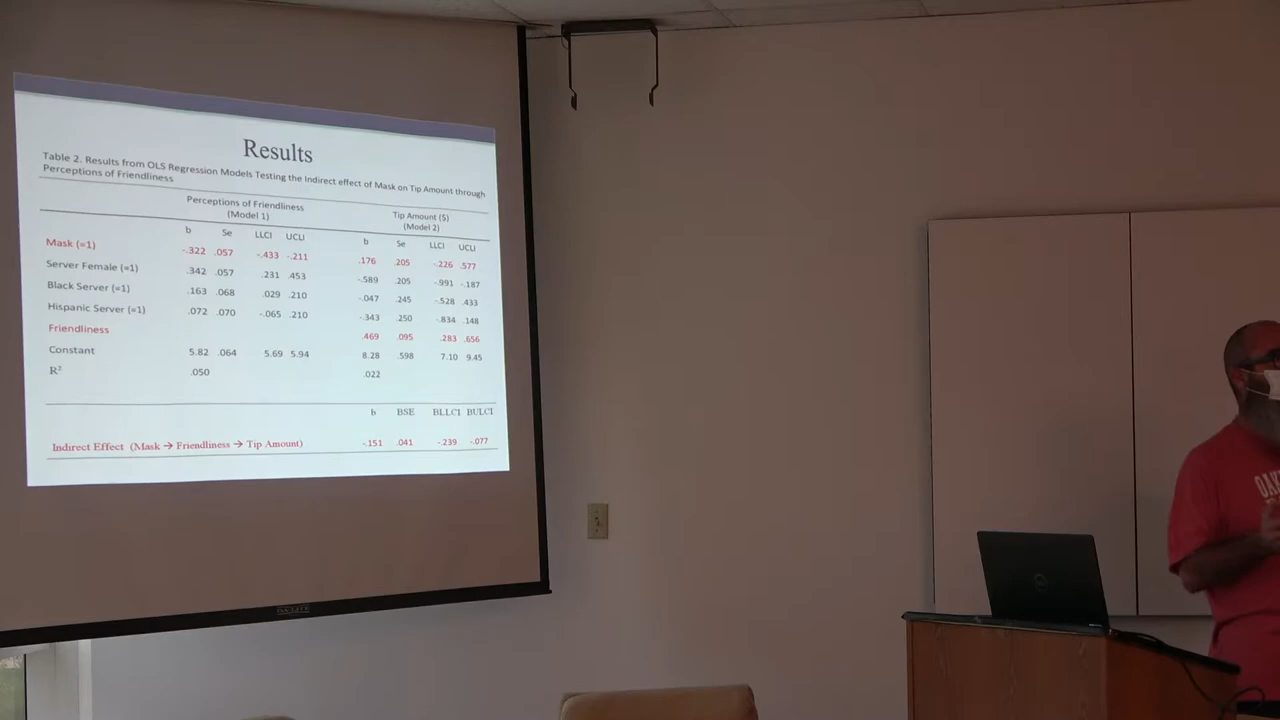 Results
Table 2. Results from OLS Regression Models Testing the Indirect effect of Mask on Tip Amount through
Perceptions of Friendliness
Perceptions of Friendliness
(Model 1)
Tip Amount ($)
(Model 2)
b Se LLCI UCLI b Se LLCI UCLI
Mask (=1) -.322 .057 -.433 -.211 .176 .205 -.226 .577
Server Female (=1) .342 .057 .231 .453 -.589 .205 -.991 -.187
Black Server (=1) .163 .068 .029 .210 -.047 .245 -.528 .433
Hispanic Server (=1) .072 .070 -.065 .210 -.343 .250 -.834 .148
Friendliness .469 .095 .283 .656
Constant 5.82 .064 5.69 5.94 8.28 .598 7.10 9.45
R² .050 .022
b BSE BLLCI BULCI
Indirect Effect (Mask → Friendliness → Tip Amount) -.151 .041 -.239 -.077
DA-LITE